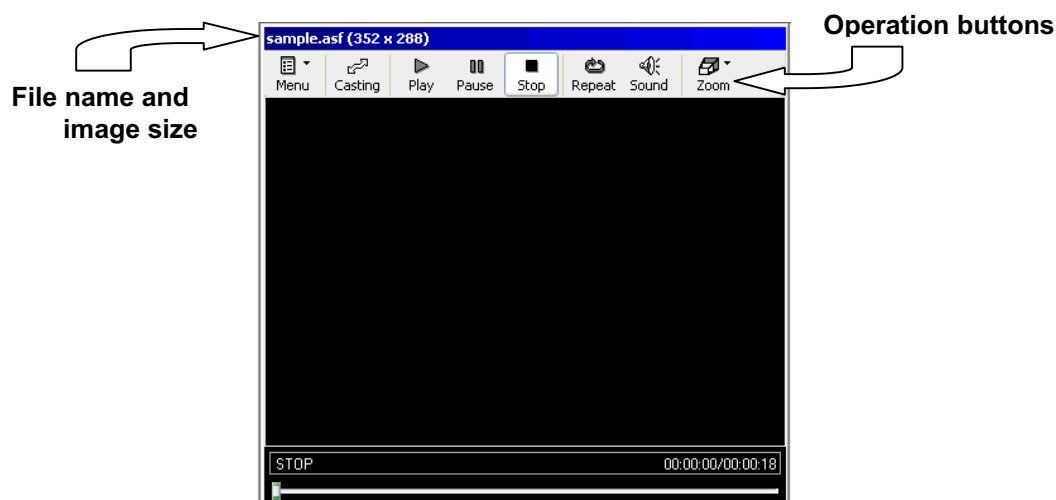 Operation buttons
sample.asf (352 x 288)
Menu Casting Play Pause Stop Repeat Sound Zoom
File name and
image size
STOP 00:00:00/00:00:18